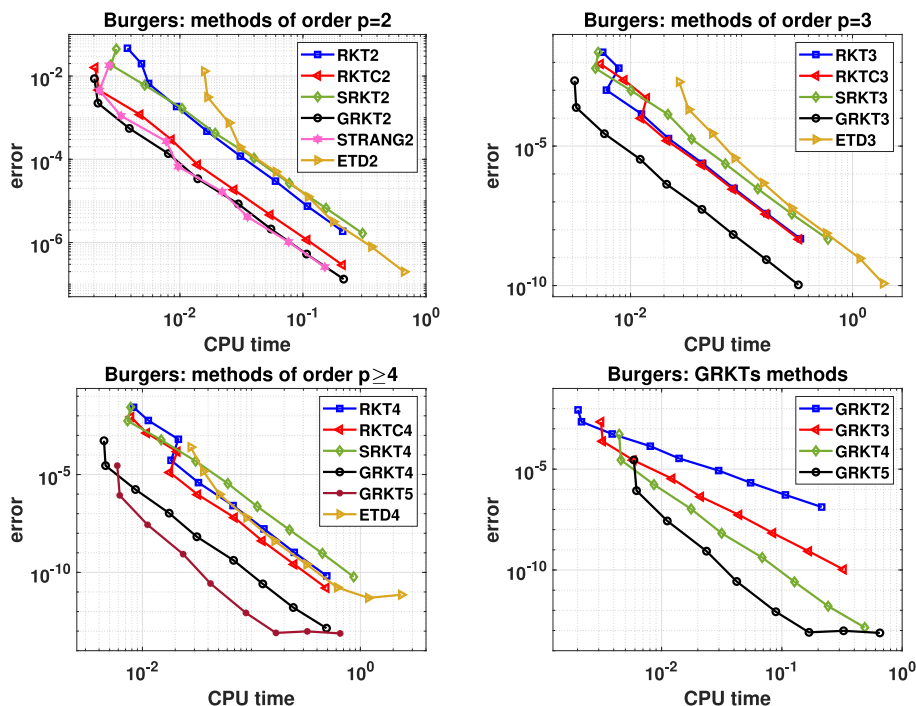 Burgers: methods of order p=2
10^-2
10^-4
10^-6
error
RKT2
RKTC2
SRKT2
GRKT2
STRANG2
ETD2
10^-2
10^-1
10^0
CPU time
Burgers: methods of order p=3
10^-5
10^-10
error
RKT3
RKTC3
SRKT3
GRKT3
ETD3
10^-2
10^0
CPU time
Burgers: methods of order p≥4
10^-5
10^-10
error
RKT4
RKTC4
SRKT4
GRKT4
GRKT5
ETD4
10^-2
10^0
CPU time
Burgers: GRKTs methods
10^-5
10^-10
error
GRKT2
GRKT3
GRKT4
GRKT5
10^-2
10^-1
10^0
CPU time